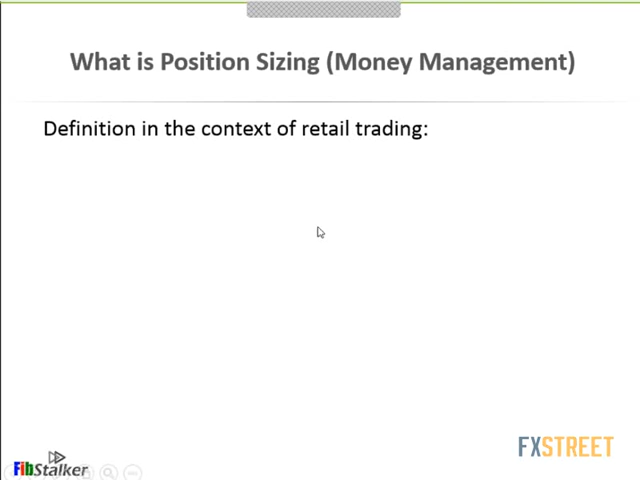 What is Position Sizing (Money Management)
Definition in the context of retail trading:
FXSTREET
FibStalker